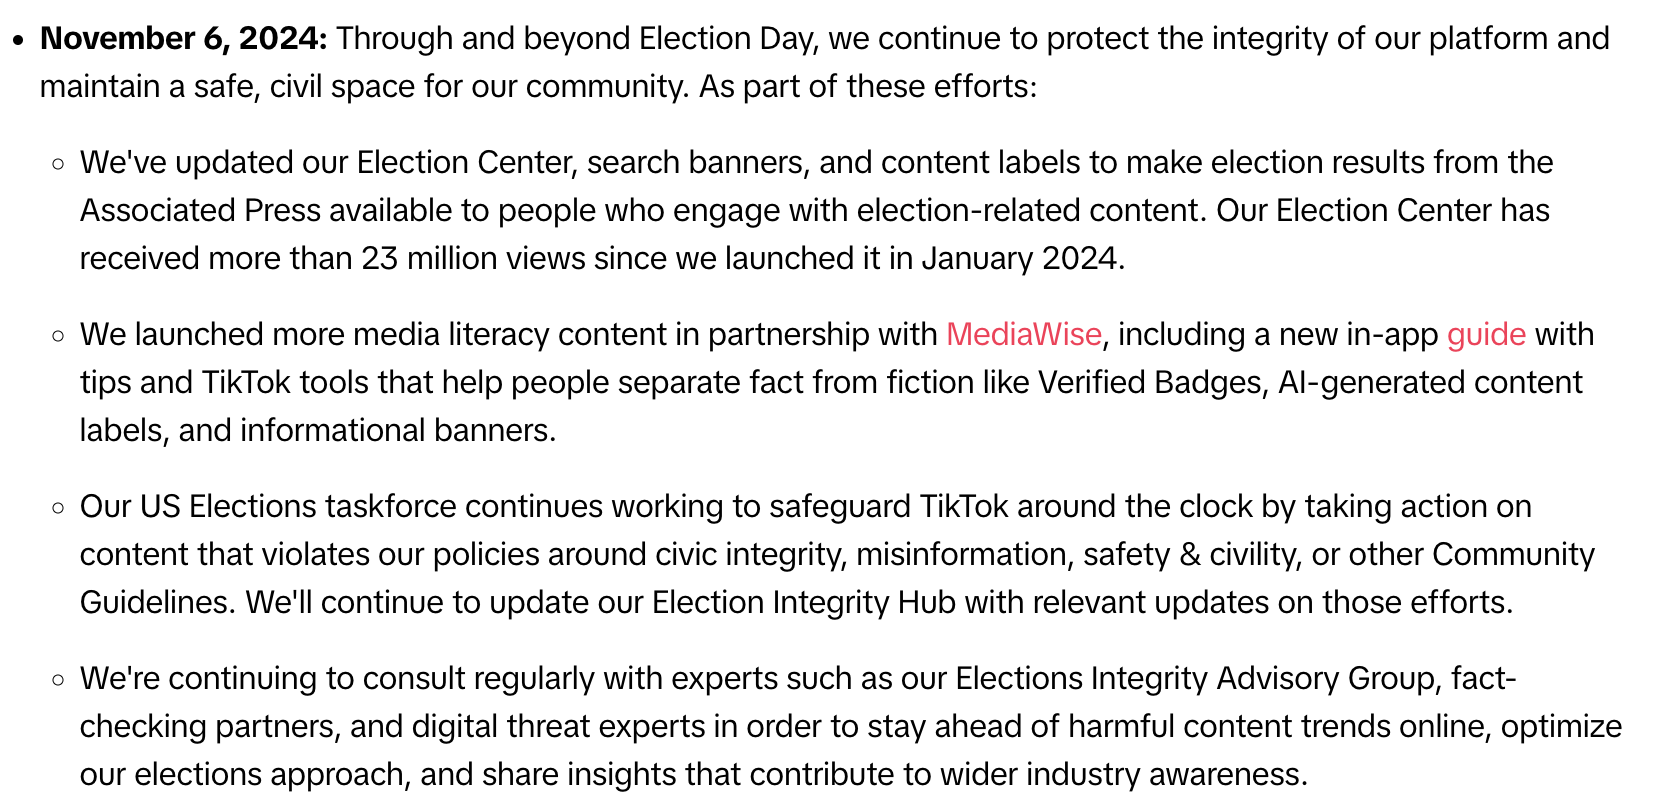 November 6, 2024: Through and beyond Election Day, we continue to protect the integrity of our platform and
maintain a safe, civil space for our community. As part of these efforts:
We've updated our Election Center, search banners, and content labels to make election results from the
Associated Press available to people who engage with election-related content. Our Election Center has
received more than 23 million views since we launched it in January 2024.
We launched more media literacy content in partnership with MediaWise, including a new in-app guide with
tips and TikTok tools that help people separate fact from fiction like Verified Badges, AI-generated content
labels, and informational banners.
Our US Elections taskforce continues working to safeguard TikTok around the clock by taking action on
content that violates our policies around civic integrity, misinformation, safety & civility, or other Community
Guidelines. We'll continue to update our Election Integrity Hub with relevant updates on those efforts.
We're continuing to consult regularly with experts such as our Elections Integrity Advisory Group, fact-
checking partners, and digital threat experts in order to stay ahead of harmful content trends online, optimize
our elections approach, and share insights that contribute to wider industry awareness.